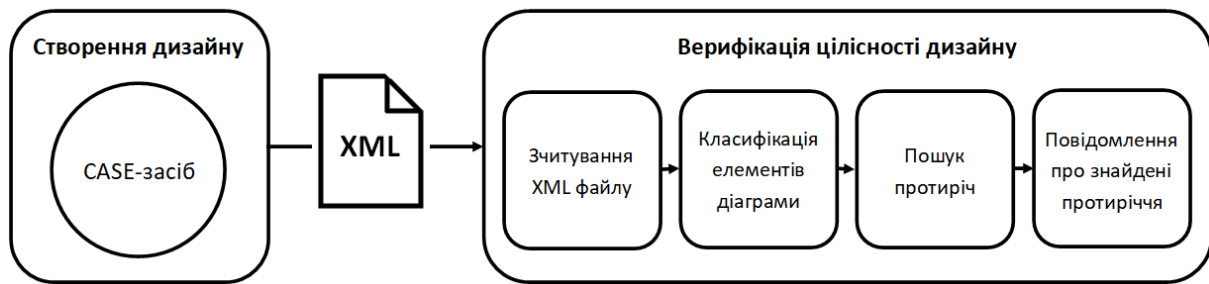 Створення дизайну
CASE-засіб
XML
Верифікація цілісності дизайну
Зчитування
XML файлу
Класифікація
елементів
діаграми
Пошук
протиріч
Повідомлення
про знайдені
протиріччя